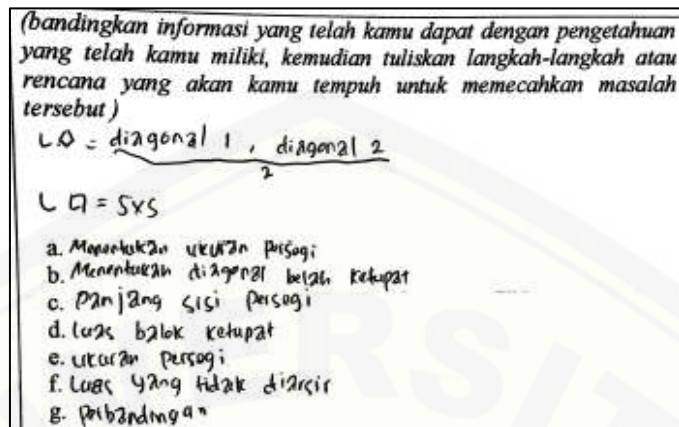 (bandingkan informasi yang telah kamu dapat dengan pengetahuan
yang telah kamu miliki, kemudian tuliskan langkah-langkah atau
rencana yang akan kamu tempuh untuk memecahkan masalah
tersebut)
L◇ = diagonal 1 , diagonal 2
2
L□ = S×S
a. Menentukan ukuran persegi
b. Menentukan diagonal belah ketupat
c. Panjang sisi persegi
d. luas balok ketupat
e. ukuran persegi
f. Luas yang tidak diarsir
g. perbandingan
ERS